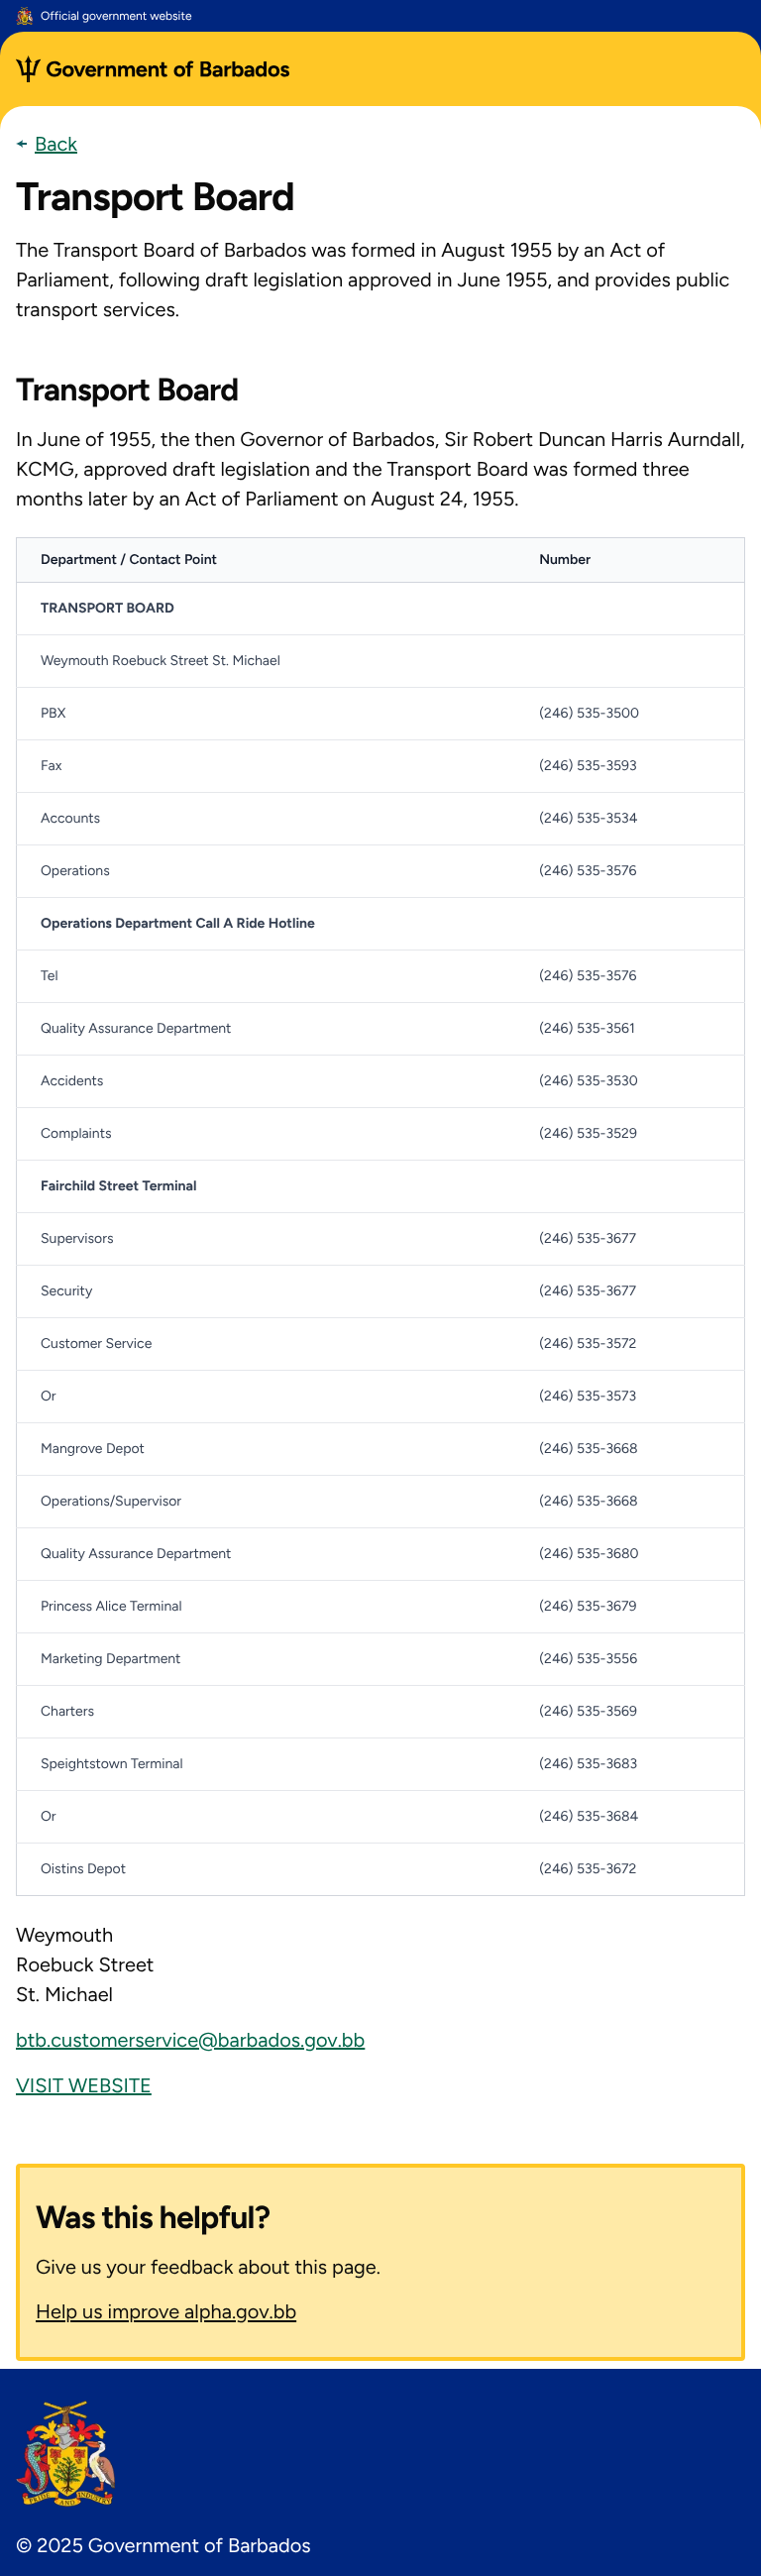 Official government website
Government of Barbados
← Back
Transport Board
The Transport Board of Barbados was formed in August 1955 by an Act of
Parliament, following draft legislation approved in June 1955, and provides public
transport services.
Transport Board
In June of 1955, the then Governor of Barbados, Sir Robert Duncan Harris Aurndall,
KCMG, approved draft legislation and the Transport Board was formed three
months later by an Act of Parliament on August 24, 1955.
Department / Contact Point Number
TRANSPORT BOARD
Weymouth Roebuck Street St. Michael
PBX (246) 535-3500
Fax (246) 535-3593
Accounts (246) 535-3534
Operations (246) 535-3576
Operations Department Call A Ride Hotline
Tel (246) 535-3576
Quality Assurance Department (246) 535-3561
Accidents (246) 535-3530
Complaints (246) 535-3529
Fairchild Street Terminal
Supervisors (246) 535-3677
Security (246) 535-3677
Customer Service (246) 535-3572
Or (246) 535-3573
Mangrove Depot (246) 535-3668
Operations/Supervisor (246) 535-3668
Quality Assurance Department (246) 535-3680
Princess Alice Terminal (246) 535-3679
Marketing Department (246) 535-3556
Charters (246) 535-3569
Speightstown Terminal (246) 535-3683
Or (246) 535-3684
Oistins Depot (246) 535-3672
Weymouth
Roebuck Street
St. Michael
btb.customerservice@barbados.gov.bb
VISIT WEBSITE
Was this helpful?
Give us your feedback about this page.
Help us improve alpha.gov.bb
PRIDE AND INDUSTRY
© 2025 Government of Barbados